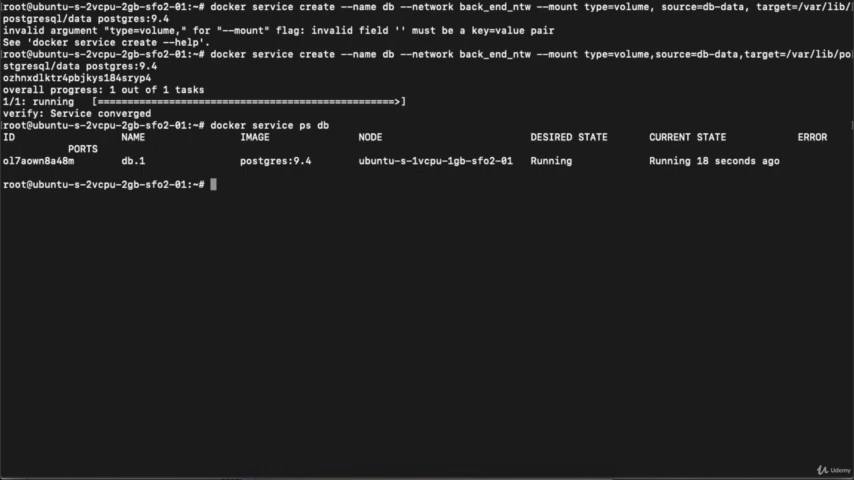 root@ubuntu-s-2vcpu-2gb-sfo2-01:~# docker service create --name db --network back_end_ntw --mount type=volume, source=db-data, target=/var/lib/
postgresql/data postgres:9.4
invalid argument "type=volume," for "--mount" flag: invalid field '' must be a key=value pair
See 'docker service create --help'.
root@ubuntu-s-2vcpu-2gb-sfo2-01:~# docker service create --name db --network back_end_ntw --mount type=volume,source=db-data,target=/var/lib/po
stgresql/data postgres:9.4
ozhnxdlktr4pbjkys184sryp4
overall progress: 1 out of 1 tasks
1/1: running   [==================================================>]
verify: Service converged
root@ubuntu-s-2vcpu-2gb-sfo2-01:~# docker service ps db
ID NAME IMAGE NODE DESIRED STATE CURRENT STATE ERROR
PORTS
ol7aown8a48m db.1 postgres:9.4 ubuntu-s-1vcpu-1gb-sfo2-01 Running Running 18 seconds ago
root@ubuntu-s-2vcpu-2gb-sfo2-01:~#
Udemy